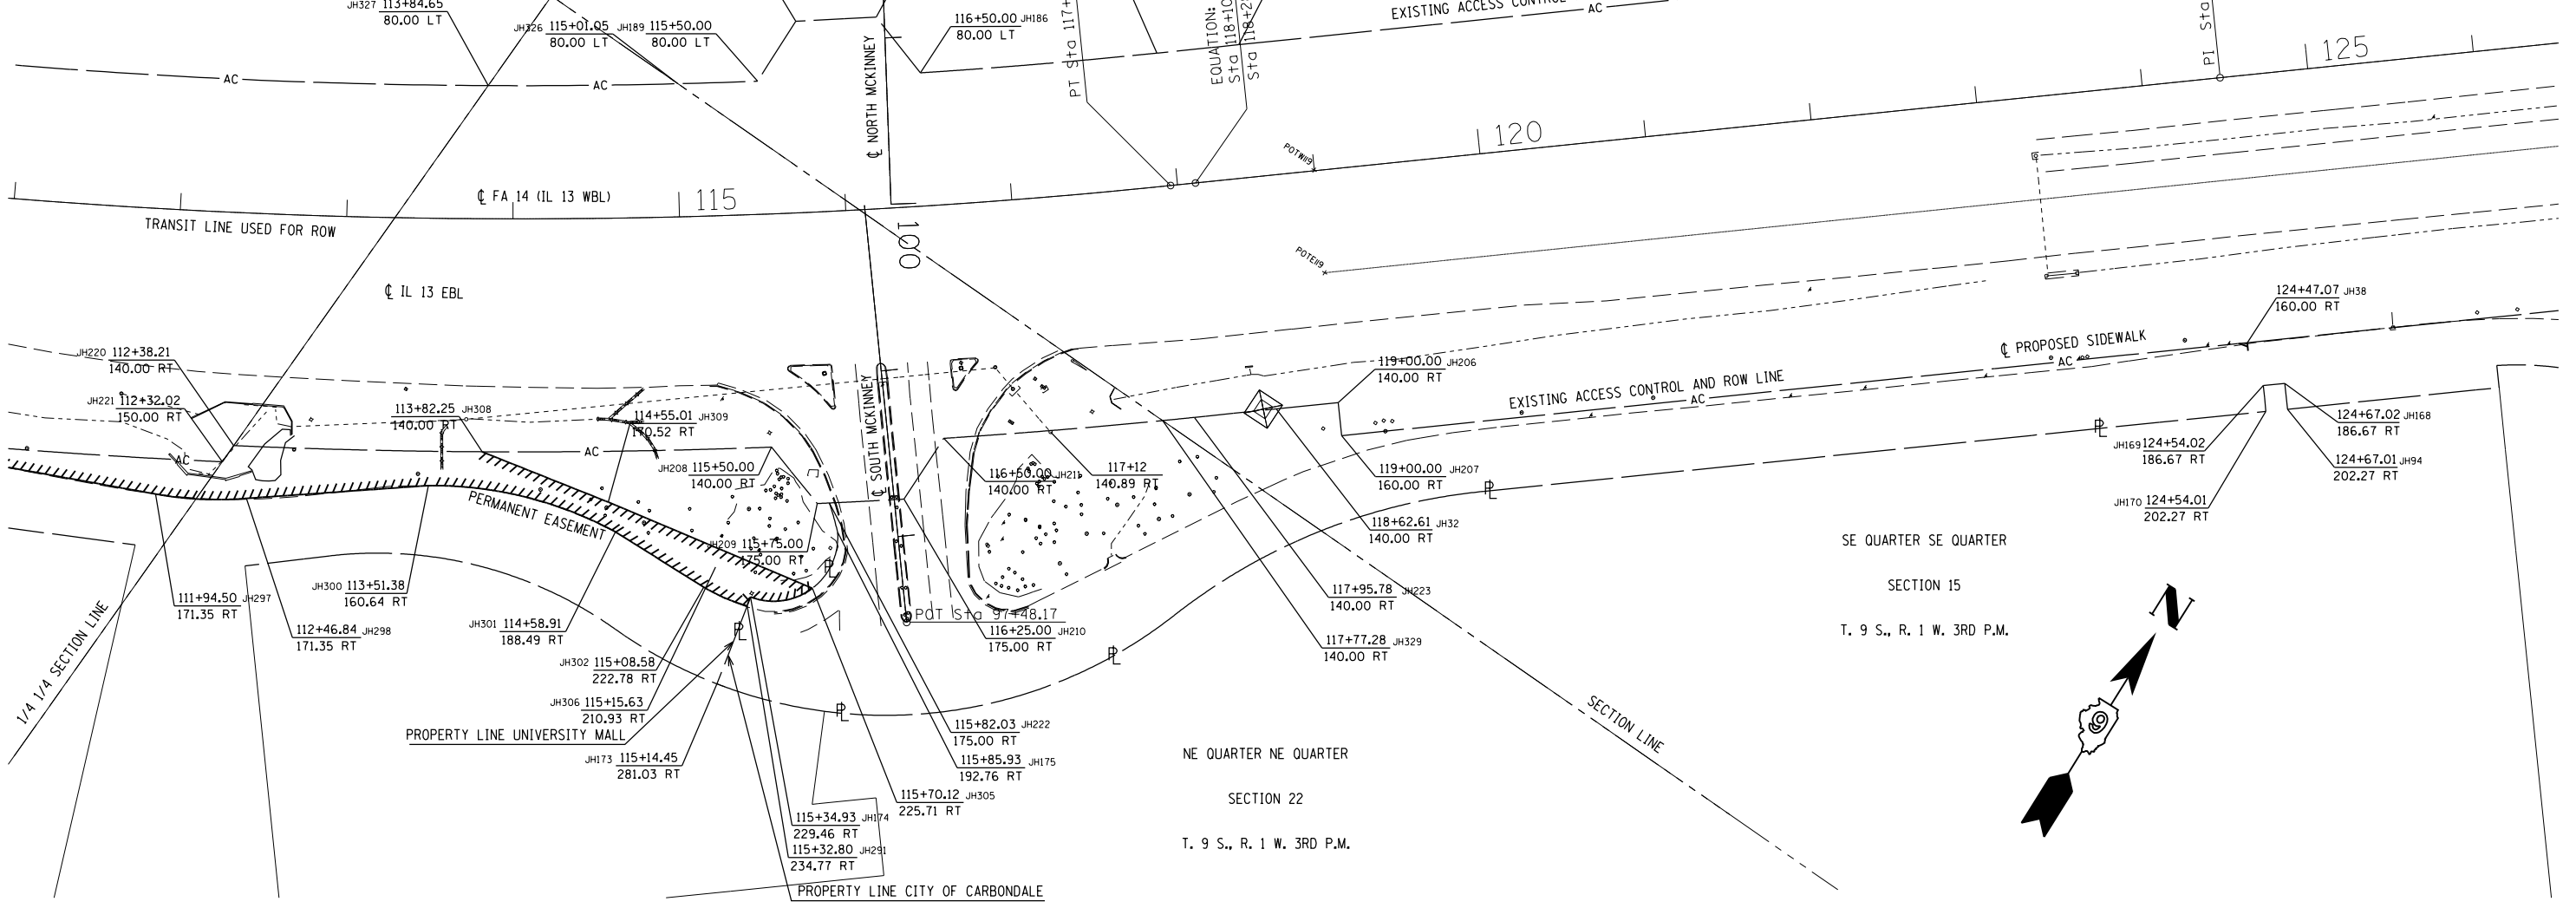 JH327 113+84.65
80.00 LT
JH326 115+01.05
80.00 LT
JH189 115+50.00
80.00 LT
116+50.00 JH186
80.00 LT
PT Sta 117+
EQUATION:
Sta 118+10
Sta 118+2
AC
PI Sta
125
AC
AC
℄ NORTH MCKINNEY
120
POTW119
℄ FA 14 (IL 13 WBL)
115
TRANSIT LINE USED FOR ROW
100
POTE119
℄ IL 13 EBL
124+47.07 JH38
160.00 RT
℄ PROPOSED SIDEWALK
AC
JH220 112+38.21
140.00 RT
119+00.00 JH206
140.00 RT
EXISTING ACCESS CONTROL AND ROW LINE
AC
JH221 112+32.02
150.00 RT
113+82.25 JH308
140.00 RT
114+55.01 JH309
170.52 RT
℄ SOUTH MCKINNEY
AC
AC
JH208 115+50.00
140.00 RT
116+50.00 JH211
140.00 RT
117+12
140.89 RT
119+00.00 JH207
160.00 RT
124+67.02 JH168
186.67 RT
JH169 124+54.02
186.67 RT
124+67.01 JH94
202.27 RT
JH170 124+54.01
202.27 RT
PERMANENT EASEMENT
118+62.61 JH32
140.00 RT
JH209 115+75.00
175.00 RT
PL
PL
PL
SE QUARTER SE QUARTER
SECTION 15
T. 9 S., R. 1 W. 3RD P.M.
N
9
111+94.50 JH297
171.35 RT
JH300 113+51.38
160.64 RT
112+46.84 JH298
171.35 RT
1/4 1/4 SECTION LINE
JH301 114+58.91
188.49 RT
POT Sta 97+48.17
116+25.00 JH210
175.00 RT
117+95.78 JH223
140.00 RT
117+77.28 JH329
140.00 RT
PL
PL
PL
JH302 115+08.58
222.78 RT
JH306 115+15.63
210.93 RT
PROPERTY LINE UNIVERSITY MALL
JH173 115+14.45
281.03 RT
115+82.03 JH222
175.00 RT
115+85.93 JH175
192.76 RT
115+70.12 JH305
225.71 RT
115+34.93 JH174
229.46 RT
115+32.80 JH291
234.77 RT
PROPERTY LINE CITY OF CARBONDALE
NE QUARTER NE QUARTER
SECTION 22
T. 9 S., R. 1 W. 3RD P.M.
SECTION LINE